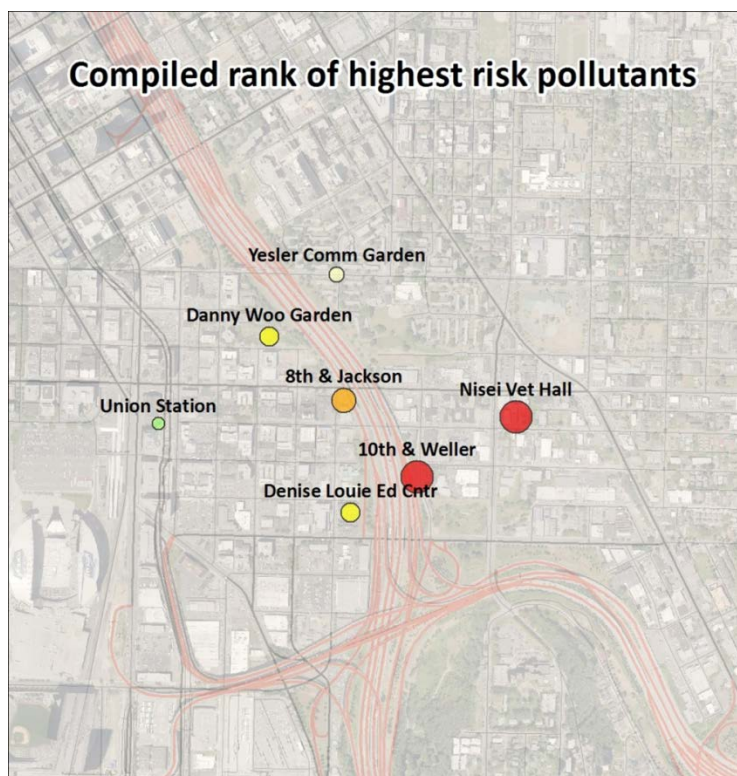 Compiled rank of highest risk pollutants
Yesler Comm Garden
Danny Woo Garden
8th & Jackson
Nisei Vet Hall
Union Station
10th & Weller
Denise Louie Ed Cntr